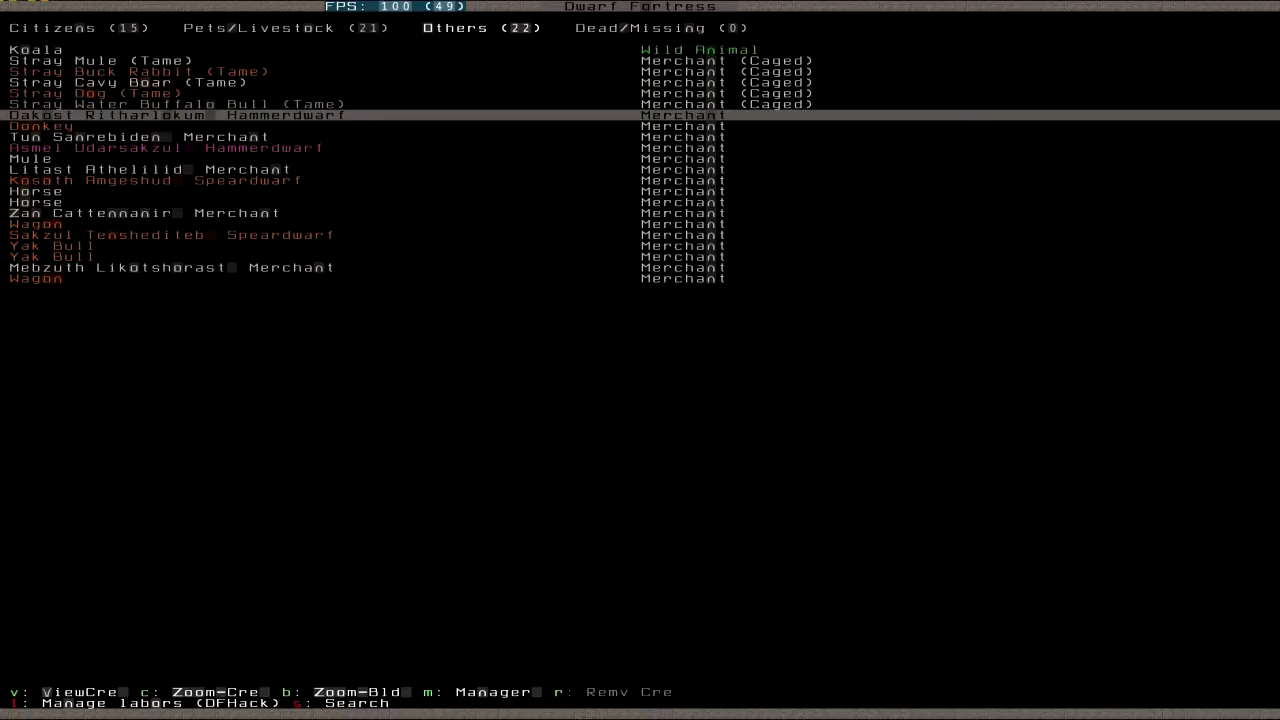 FPS: 100 (49) Dwarf Fortress
Citizens (15) Pets/Livestock (21) Others (22) Dead/Missing (0)
Koala Wild Animal
Stray Mule (Tame) Merchant (Caged)
Stray Buck Rabbit (Tame) Merchant (Caged)
Stray Cavy Boar (Tame) Merchant (Caged)
Stray Dog (Tame) Merchant (Caged)
Stray Water Buffalo Bull (Tame) Merchant (Caged)
Dakost Ritharlokum Hammerdwarf Merchant
Donkey Merchant
Tun Sanrebiden Merchant Merchant
Asmel Udarsakzul Hammerdwarf Merchant
Mule Merchant
Litast Athelilid Merchant Merchant
Kosoth Amgeshud Speardwarf Merchant
Horse Merchant
Horse Merchant
Zan Cattennanir Merchant Merchant
Wagon Merchant
Sakzul Tenshediteb Speardwarf Merchant
Yak Bull Merchant
Yak Bull Merchant
Mebzuth Likotshorast Merchant Merchant
Wagon Merchant
v: ViewCre c: Zoom-Cre b: Zoom-Bld m: Manager r: Remv Cre
l: Manage labors (DFHack) s: Search